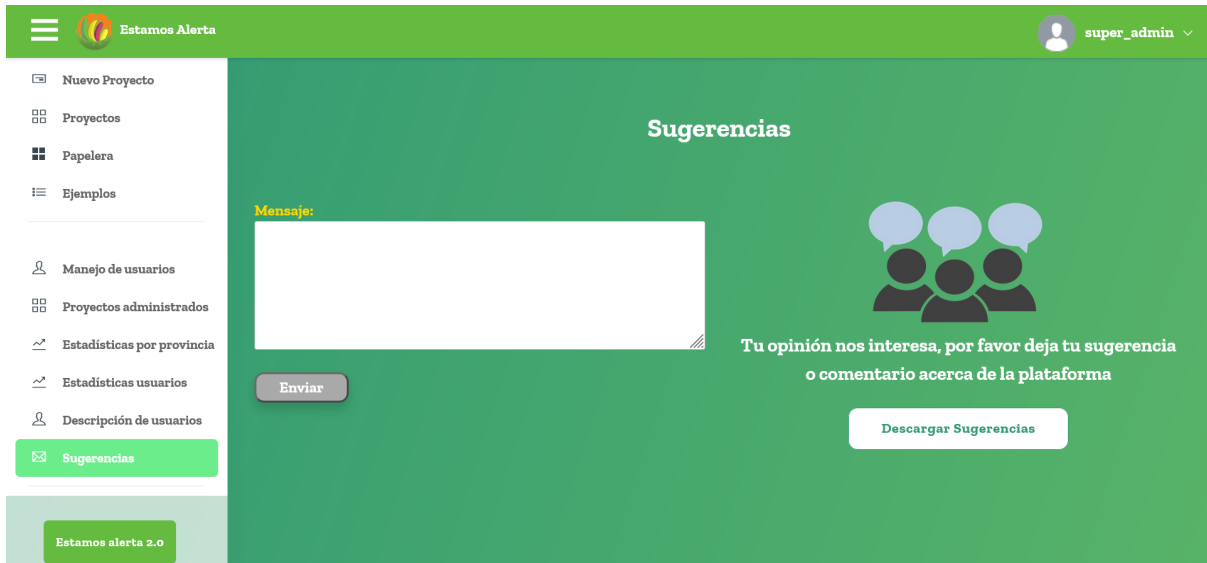 Estamos Alerta
super_admin
Nuevo Proyecto
Proyectos
Papelera
Ejemplos
Manejo de usuarios
Proyectos administrados
Estadísticas por provincia
Estadísticas usuarios
Descripción de usuarios
Sugerencias
Estamos alerta 2.0
Sugerencias
Mensaje:
Enviar
Tu opinión nos interesa, por favor deja tu sugerencia
o comentario acerca de la plataforma
Descargar Sugerencias